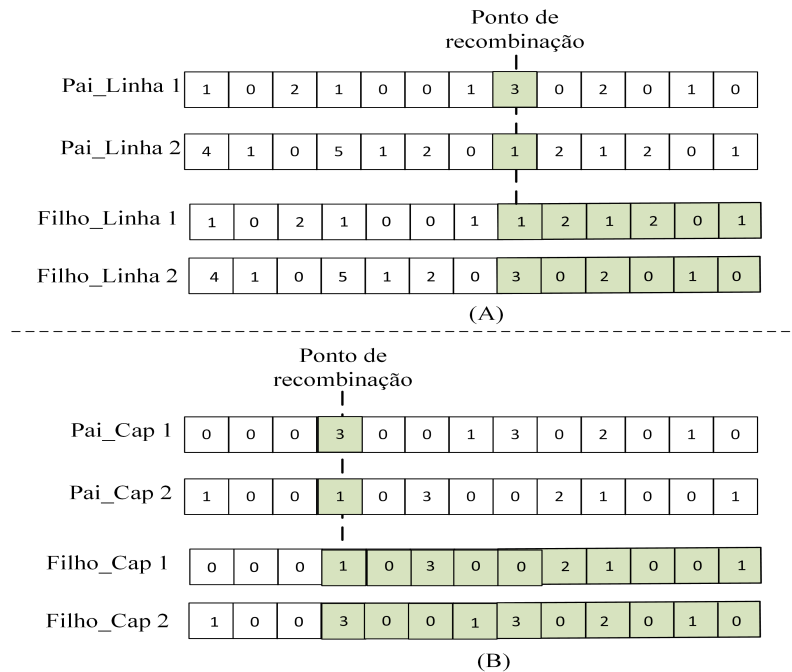 Ponto de
recombinação
Pai_Linha 1 1 0 2 1 0 0 1 3 0 2 0 1 0
Pai_Linha 2 4 1 0 5 1 2 0 1 2 1 2 0 1
Filho_Linha 1 1 0 2 1 0 0 1 1 2 1 2 0 1
Filho_Linha 2 4 1 0 5 1 2 0 3 0 2 0 1 0
(A)
Ponto de
recombinação
Pai_Cap 1 0 0 0 3 0 0 1 3 0 2 0 1 0
Pai_Cap 2 1 0 0 1 0 3 0 0 2 1 0 0 1
Filho_Cap 1 0 0 0 1 0 3 0 0 2 1 0 0 1
Filho_Cap 2 1 0 0 3 0 0 1 3 0 2 0 1 0
(B)